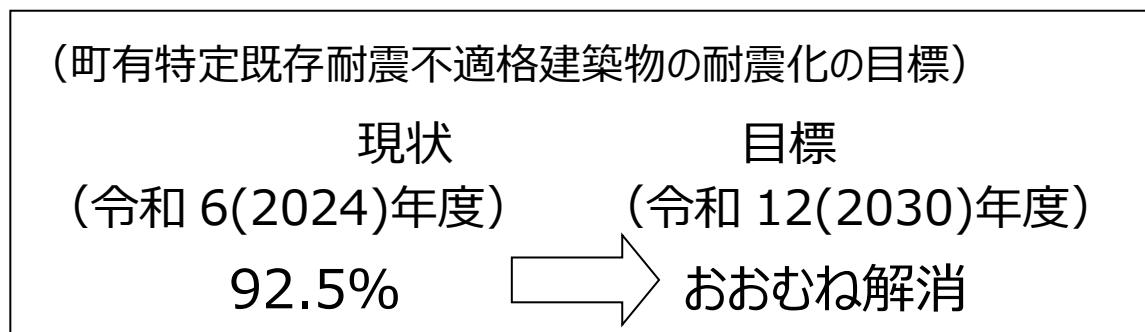 (町有特定既存耐震不適格建築物の耐震化の目標)
現状 目標
(令和 6(2024)年度) (令和 12(2030)年度)
92.5% おおむね解消